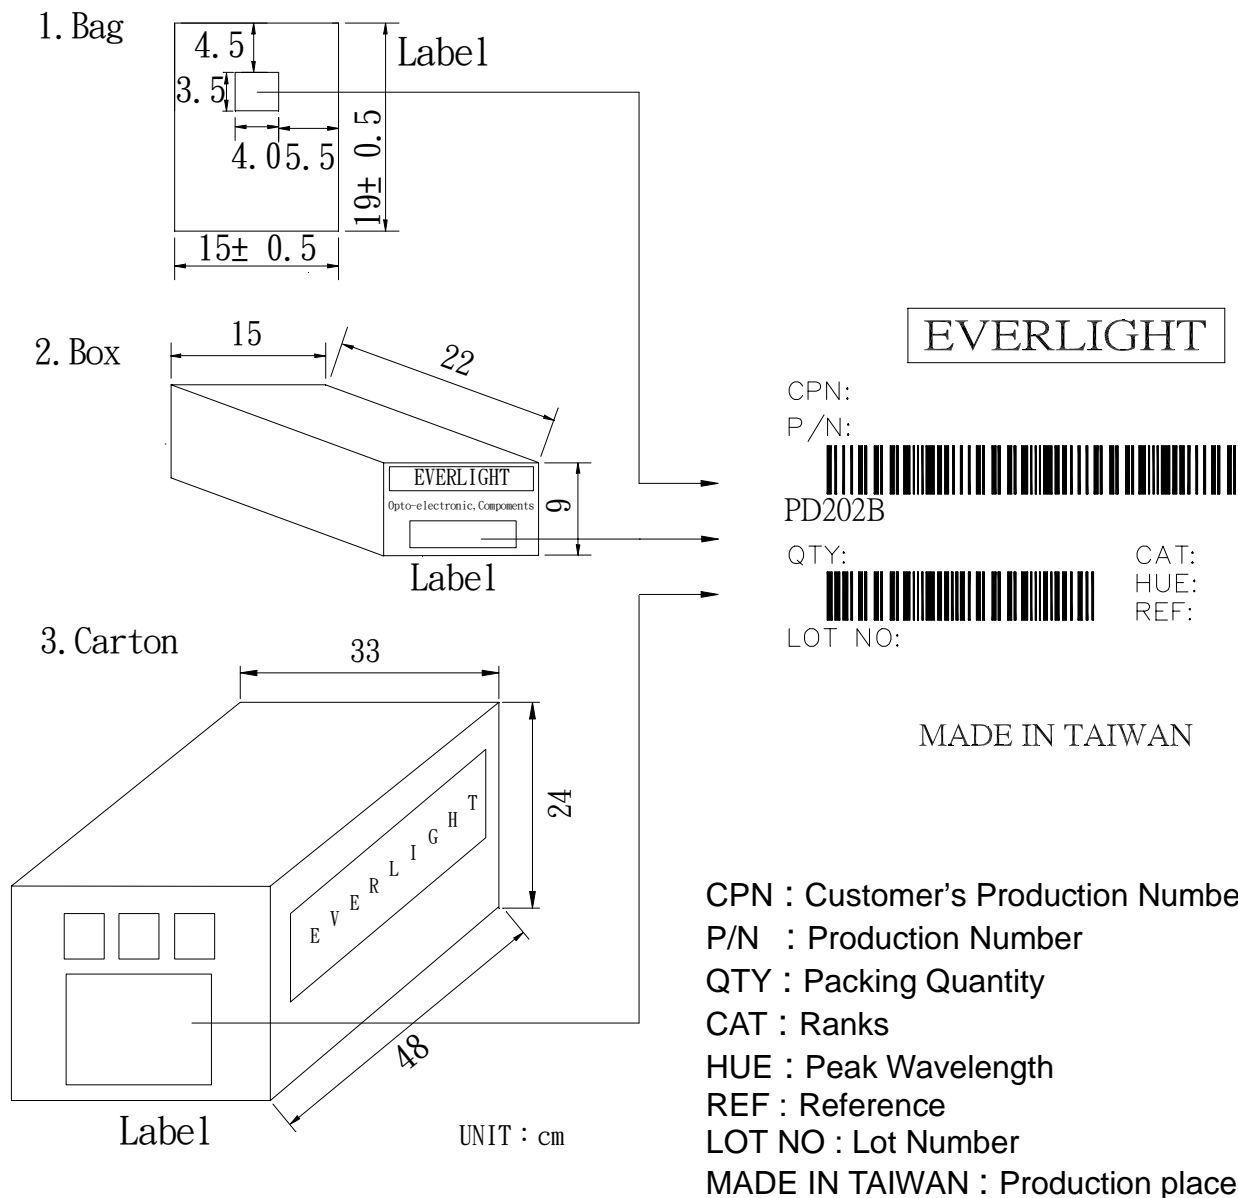 1. Bag
4.5
Label
3.5
4.0
5.5
19± 0.5
15± 0.5
2. Box
15
22
EVERLIGHT
Opto-electronic,Compoments
9
Label
3. Carton
33
24
EVERLIGHT
48
Label
UNIT : cm
EVERLIGHT
CPN:
P/N:
PD202B
QTY:
CAT:
HUE:
REF:
LOT NO:
MADE IN TAIWAN
CPN : Customer's Production Numbe
P/N : Production Number
QTY : Packing Quantity
CAT : Ranks
HUE : Peak Wavelength
REF : Reference
LOT NO : Lot Number
MADE IN TAIWAN : Production place